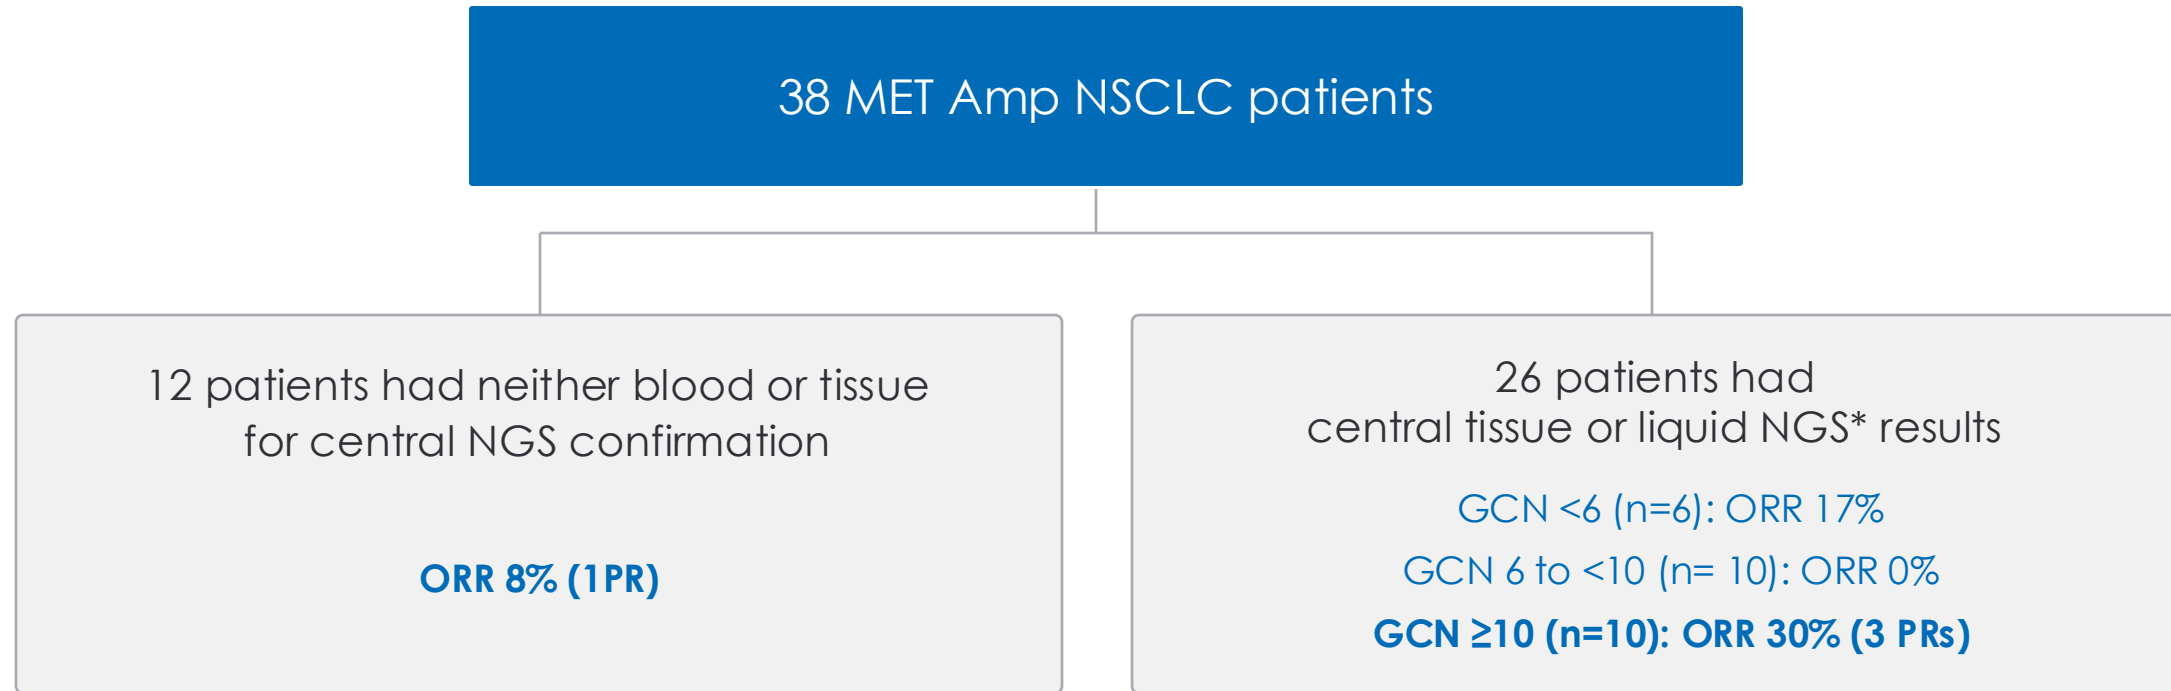 38 MET Amp NSCLC patients
12 patients had neither blood or tissue
for central NGS confirmation
ORR 8% (1PR)
26 patients had
central tissue or liquid NGS* results
GCN <6 (n=6): ORR 17%
GCN 6 to <10 (n= 10): ORR 0%
GCN ≥10 (n=10): ORR 30% (3 PRs)